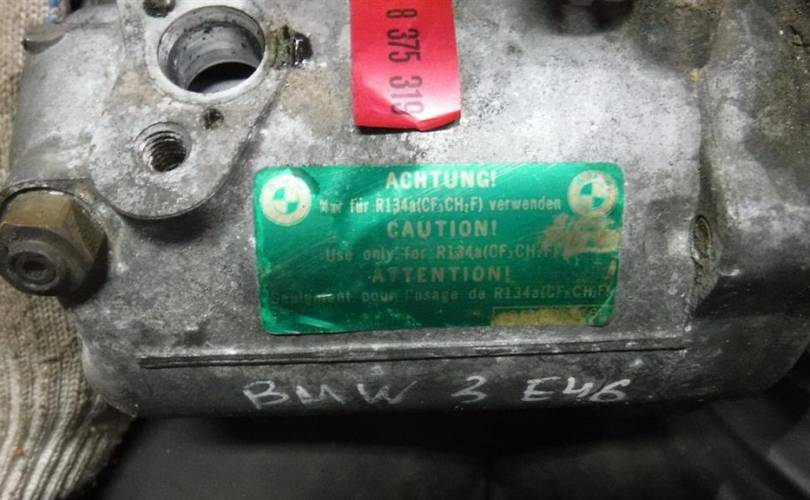 8 375 319
ACHTUNG!
Nur für R134a(CF₃CH₂F) verwenden
CAUTION!
Use only for R134a(CF₃CH₂F)
ATTENTION!
Seulement pour l'usage de R134a(CF₃CH₂F)
BMW 3 E46